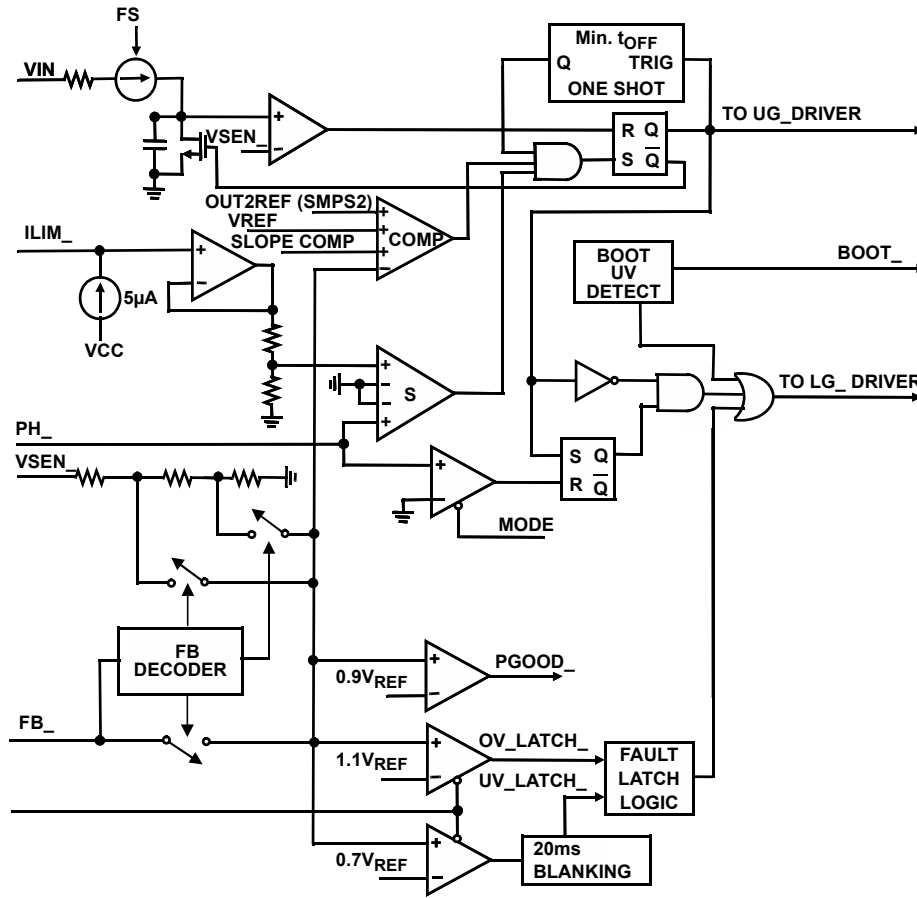 FS
VIN
Min. tOFF
Q TRIG
ONE SHOT
TO UG_DRIVER
+
VSEN_
−
R Q
S Q
OUT2REF (SMPS2)
+
VREF
+
COMP
SLOPE COMP
+
−
ILIM_
+
−
5µA
VCC
BOOT
UV
DETECT
BOOT_
+
−
S
−
+
TO LG_ DRIVER
PH_
VSEN_
+
−
MODE
S Q
R Q
FB
DECODER
+
0.9VREF
−
PGOOD_
FB_
+
1.1VREF
−
OV_LATCH_
UV_LATCH_
FAULT
LATCH
LOGIC
+
0.7VREF
−
20ms
BLANKING